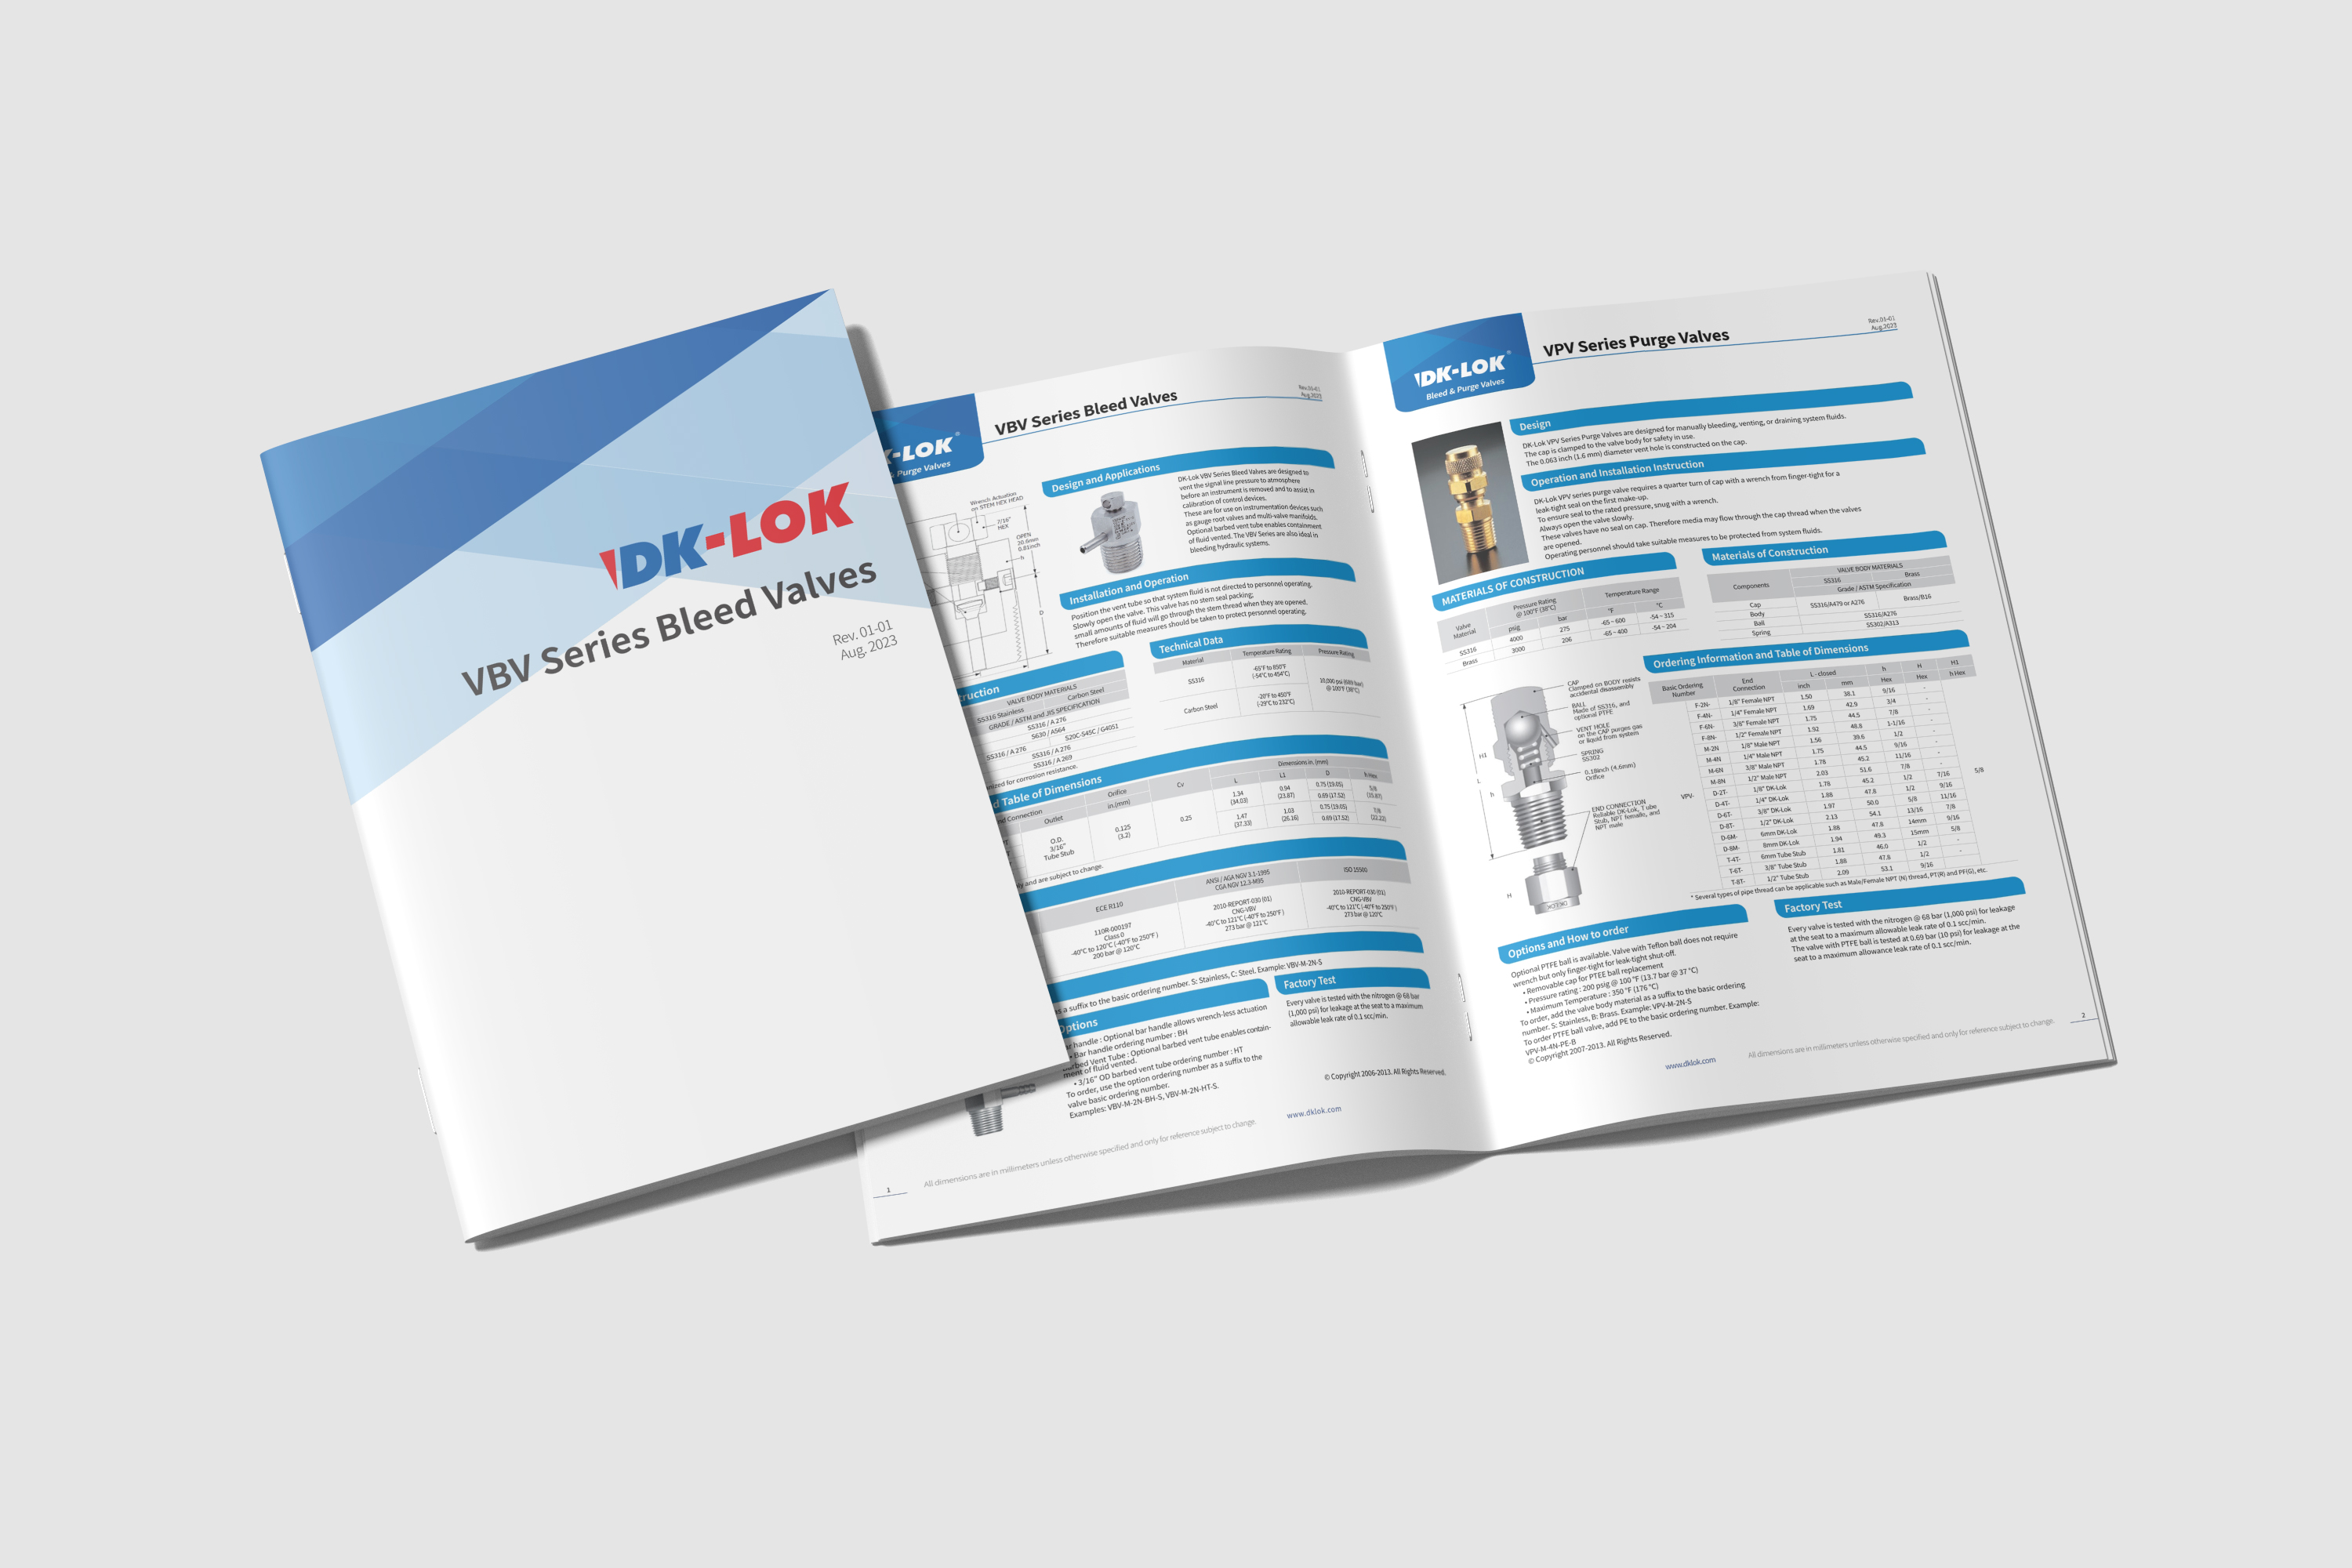 DK-LOK
VBV Series Bleed Valves
Rev. 01-01
Aug. 2023
K-LOK®
Purge Valves
VBV Series Bleed Valves
Rev.01-01
Aug.2023
Wrench Actuation
on STEM HEX HEAD
7/16"
HEX
OPEN
20.6mm
0.81inch
h
D
Design and Applications
DK-Lok VBV Series Bleed Valves are designed to
vent the signal line pressure to atmosphere
before an instrument is removed and to assist in
calibration of control devices.
These are for use on instrumentation devices such
as gauge root valves and multi-valve manifolds.
Optional barbed vent tube enables containment
of fluid vented. The VBV Series are also ideal in
bleeding hydraulic systems.
Installation and Operation
Position the vent tube so that system fluid is not directed to personnel operating.
Slowly open the valve. This valve has no stem seal packing;
small amounts of fluid will go through the stem thread when they are opened.
Therefore suitable measures should be taken to protect personnel operating.
ruction
VALVE BODY MATERIALS
SS316 Stainless Carbon Steel
GRADE / ASTM and JIS SPECIFICATION
SS316 / A 276
S630 / A564
SS316 / A 276 S20C-S45C / G4051
SS316 / A 276
SS316 / A 269
nized for corrosion resistance.
Technical Data
Material Temperature Rating Pressure Rating
SS316 -65°F to 850°F
(-54°C to 454°C)
10,000 psi (689 bar)
@ 100°F (38°C)
Carbon Steel -20°F to 450°F
(-29°C to 232°C)
d Table of Dimensions
nd Connection Orifice
in.(mm) Cv Dimensions in. (mm)
Outlet L L1 D h Hex
O.D.
3/16"
Tube Stub
0.125
(3.2)
0.25
1.34
(34.03)
0.94
(23.87)
0.75 (19.05)
0.69 (17.52)
5/8
(15.87)
1.47
(37.33)
1.03
(26.16)
0.75 (19.05)
0.69 (17.52)
7/8
(22.22)
y and are subject to change.
ECE R110
ANSI / AGA NGV 3.1-1995
CGA NGV 12.3-M95
ISO 15500
110R-000197
Class 0
-40°C to 120°C (-40°F to 250°F)
200 bar @ 120°C
2010-REPORT-030 (01)
CNG-VBV
-40°C to 121°C (-40°F to 250°F)
273 bar @ 121°C
2010-REPORT-030 (01)
CNG-VBV
-40°C to 121°C (-40°F to 250°F)
273 bar @ 120°C
s a suffix to the basic ordering number. S: Stainless, C: Steel. Example: VBV-M-2N-S
Options
ar handle : Optional bar handle allows wrench-less actuation
• Bar handle ordering number : BH
arbed Vent Tube : Optional barbed vent tube enables contain-
ment of fluid vented.
• 3/16" OD barbed vent tube ordering number : HT
To order, use the option ordering number as a suffix to the
valve basic ordering number.
Examples: VBV-M-2N-BH-S, VBV-M-2N-HT-S.
Factory Test
Every valve is tested with the nitrogen @ 68 bar
(1,000 psi) for leakage at the seat to a maximum
allowable leak rate of 0.1 scc/min.
© Copyright 2006-2013. All Rights Reserved.
www.dklok.com
All dimensions are in millimeters unless otherwise specified and only for reference subject to change.
1
DK-LOK®
Bleed & Purge Valves
VPV Series Purge Valves
Rev.01-01
Aug.2023
Design
DK-Lok VPV Series Purge Valves are designed for manually bleeding, venting, or draining system fluids.
The cap is clamped to the valve body for safety in use.
The 0.063 inch (1.6 mm) diameter vent hole is constructed on the cap.
Operation and Installation Instruction
DK-Lok VPV series purge valve requires a quarter turn of cap with a wrench from finger-tight for a
leak-tight seal on the first make-up.
To ensure seal to the rated pressure, snug with a wrench.
Always open the valve slowly.
These valves have no seal on cap. Therefore media may flow through the cap thread when the valves
are opened.
Operating personnel should take suitable measures to be protected from system fluids.
MATERIALS OF CONSTRUCTION
Valve
Material
Pressure Rating
@ 100°F (38°C)
Temperature Range
psig bar °F °C
SS316 4000 275 -65 ~ 600 -54 ~ 315
Brass 3000 206 -65 ~ 400 -54 ~ 204
Materials of Construction
Components VALVE BODY MATERIALS
SS316 Brass
Grade / ASTM Specification
Cap SS316/A479 or A276 Brass/B16
Body
Ball SS316/A276
Spring SS302/A313
CAP
Clamped on BODY resists
accidental disassembly
BALL
Made of SS316, and
optional PTFE
VENT HOLE
on the CAP purges gas
or liquid from system
SPRING
SS302
0.18inch (4.6mm)
Orifice
END CONNECTION
Reliable DK-Lok, Tube
Stub, NPT female, and
NPT male
H1
L
h
H
Ordering Information and Table of Dimensions
Basic Ordering
Number
End
Connection
L - closed h H H1
inch mm Hex Hex h Hex
VPV-
F-2N- 1/8" Female NPT 1.50 38.1 9/16 -
F-4N- 1/4" Female NPT 1.69 42.9 3/4 -
F-6N- 3/8" Female NPT 1.75 44.5 7/8 -
F-8N- 1/2" Female NPT 1.92 48.8 1-1/16 -
M-2N 1/8" Male NPT 1.56 39.6 1/2 -
M-4N 1/4" Male NPT 1.75 44.5 9/16 -
M-6N 3/8" Male NPT 1.78 45.2 11/16 -
M-8N 1/2" Male NPT 2.03 51.6 7/8 -
D-2T- 1/8" DK-Lok 1.78 45.2 1/2 7/16
D-4T- 1/4" DK-Lok 1.88 47.8 1/2 9/16
D-6T- 3/8" DK-Lok 1.97 50.0 5/8 11/16
D-8T- 1/2" DK-Lok 2.13 54.1 13/16 7/8
D-6M- 6mm DK-Lok 1.88 47.8 14mm 9/16
D-8M- 8mm DK-Lok 1.94 49.3 15mm 5/8
T-4T- 6mm Tube Stub 1.81 46.0 1/2 -
T-6T- 3/8" Tube Stub 1.88 47.8 1/2 -
T-8T- 1/2" Tube Stub 2.09 53.1 9/16
5/8
* Several types of pipe thread can be applicable such as Male/Female NPT (N) thread, PT(R) and PF(G), etc.
Options and How to order
Optional PTFE ball is available. Valve with Teflon ball does not require
wrench but only finger-tight for leak-tight shut-off.
• Removable cap for PTEE ball replacement
• Pressure rating : 200 psig @ 100 °F (13.7 bar @ 37 °C)
• Maximum Temperature : 350 °F (176 °C)
To order, add the valve body material as a suffix to the basic ordering
number. S: Stainless, B: Brass. Example: VPV-M-2N-S
To order PTFE ball valve, add PE to the basic ordering number. Example:
VPV-M-4N-PE-B
© Copyright 2007-2013. All Rights Reserved.
Factory Test
Every valve is tested with the nitrogen @ 68 bar (1,000 psi) for leakage
at the seat to a maximum allowable leak rate of 0.1 scc/min.
The valve with PTFE ball is tested at 0.69 bar (10 psi) for leakage at the
seat to a maximum allowance leak rate of 0.1 scc/min.
www.dklok.com
All dimensions are in millimeters unless otherwise specified and only for reference subject to change.
2